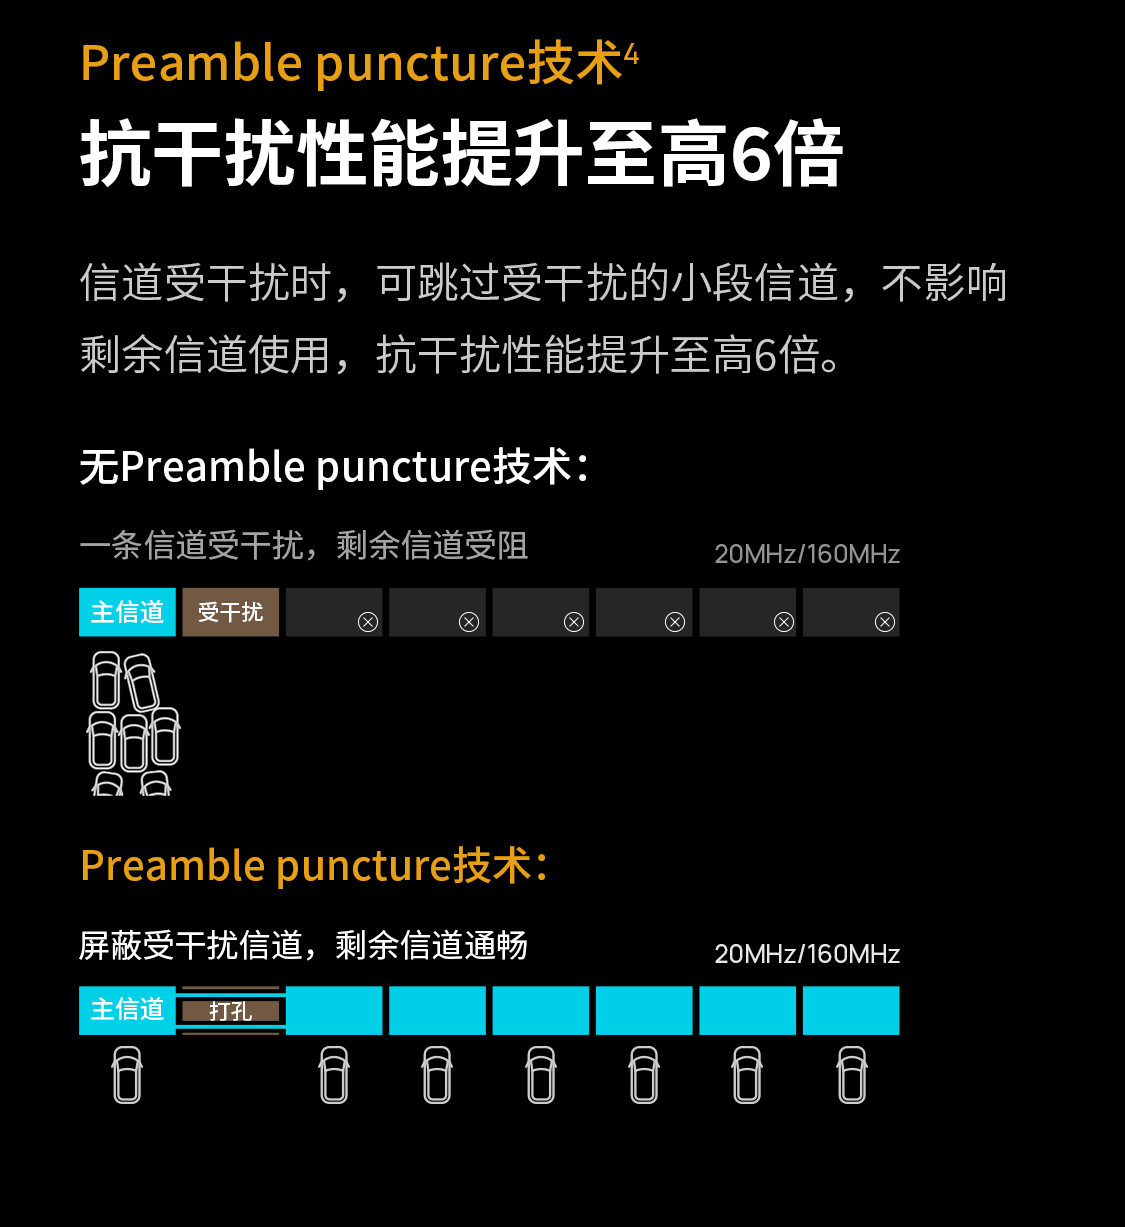 Preamble puncture技术4
抗干扰性能提升至高6倍
信道受干扰时，可跳过受干扰的小段信道，不影响
剩余信道使用，抗干扰性能提升至高6倍。
无Preamble puncture技术：
一条信道受干扰，剩余信道受阻
20MHz/160MHz
主信道
受干扰
Preamble puncture技术：
屏蔽受干扰信道，剩余信道通畅
20MHz/160MHz
主信道
打孔